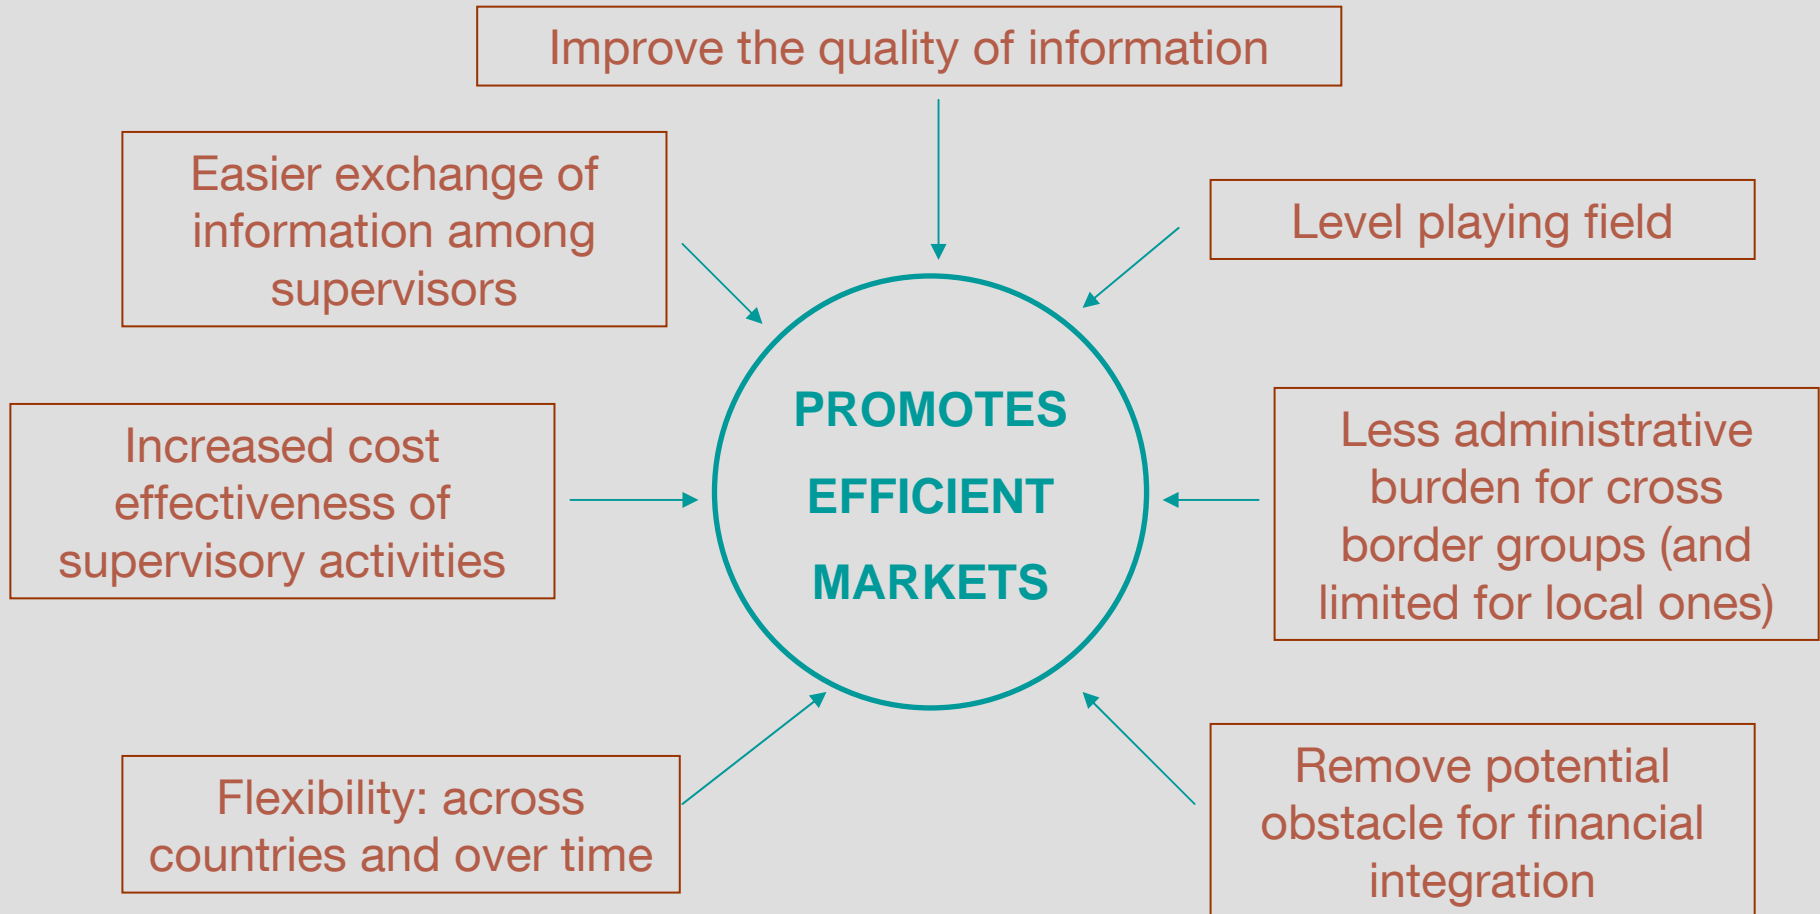 Improve the quality of information
Easier exchange of
information among
supervisors
Level playing field
Increased cost
effectiveness of
supervisory activities
PROMOTES
EFFICIENT
MARKETS
Less administrative
burden for cross
border groups (and
limited for local ones)
Flexibility: across
countries and over time
Remove potential
obstacle for financial
integration